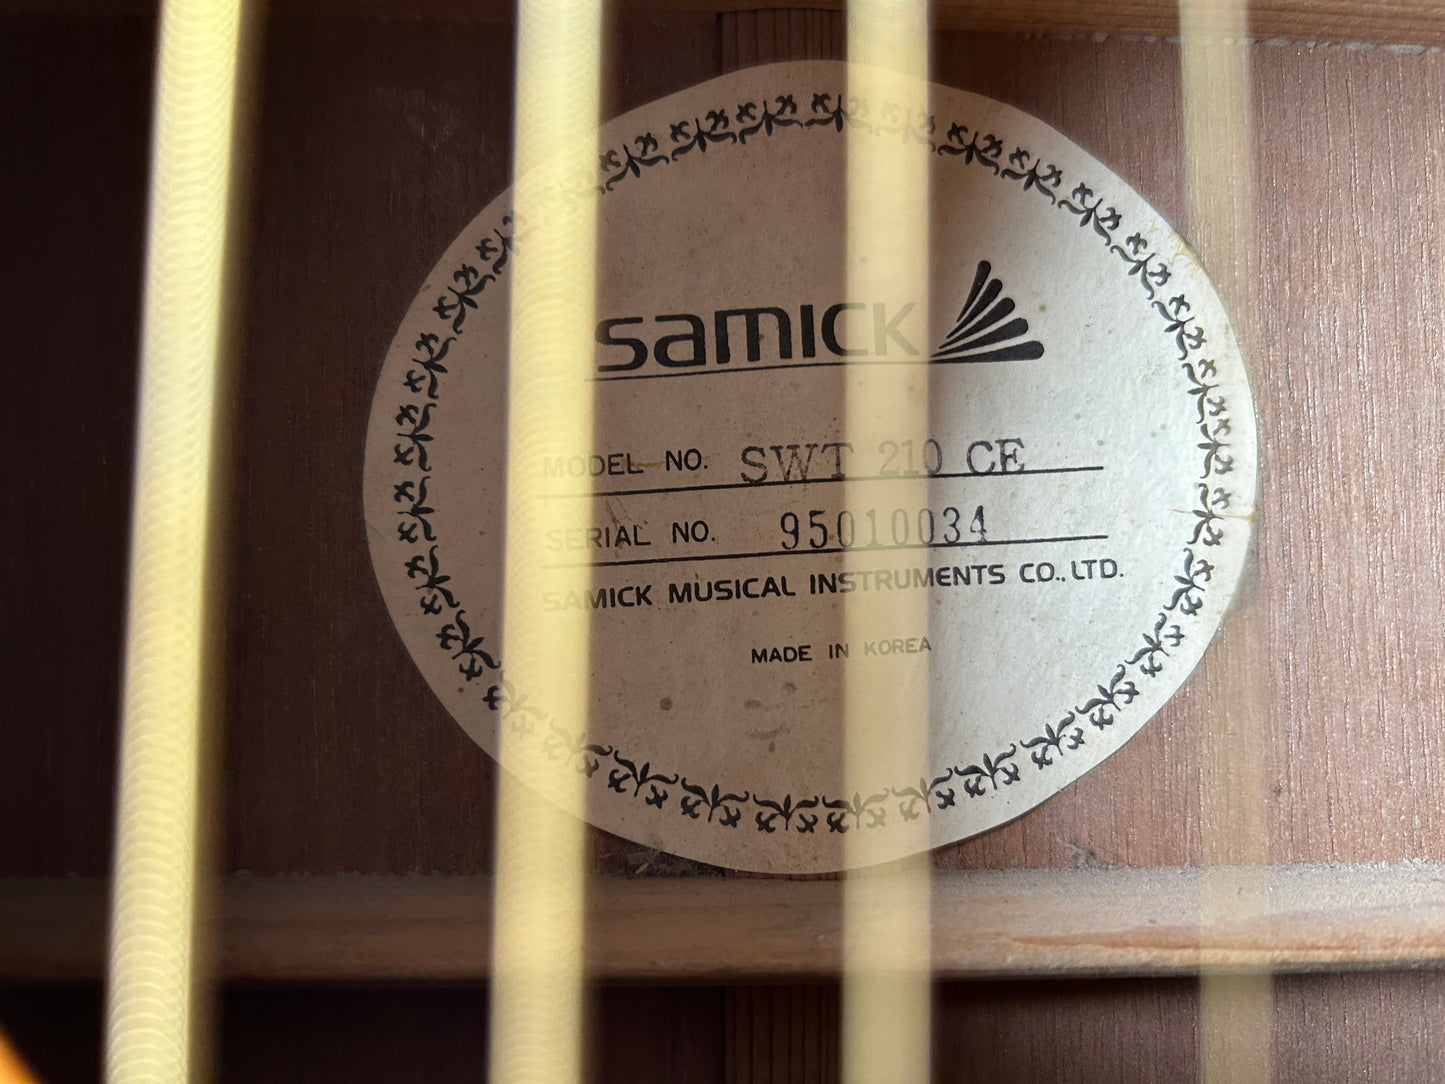 SAMICK
MODEL NO. SWT 210 CE
SERIAL NO. 95010034
SAMICK MUSICAL INSTRUMENTS CO., LTD.
MADE IN KOREA